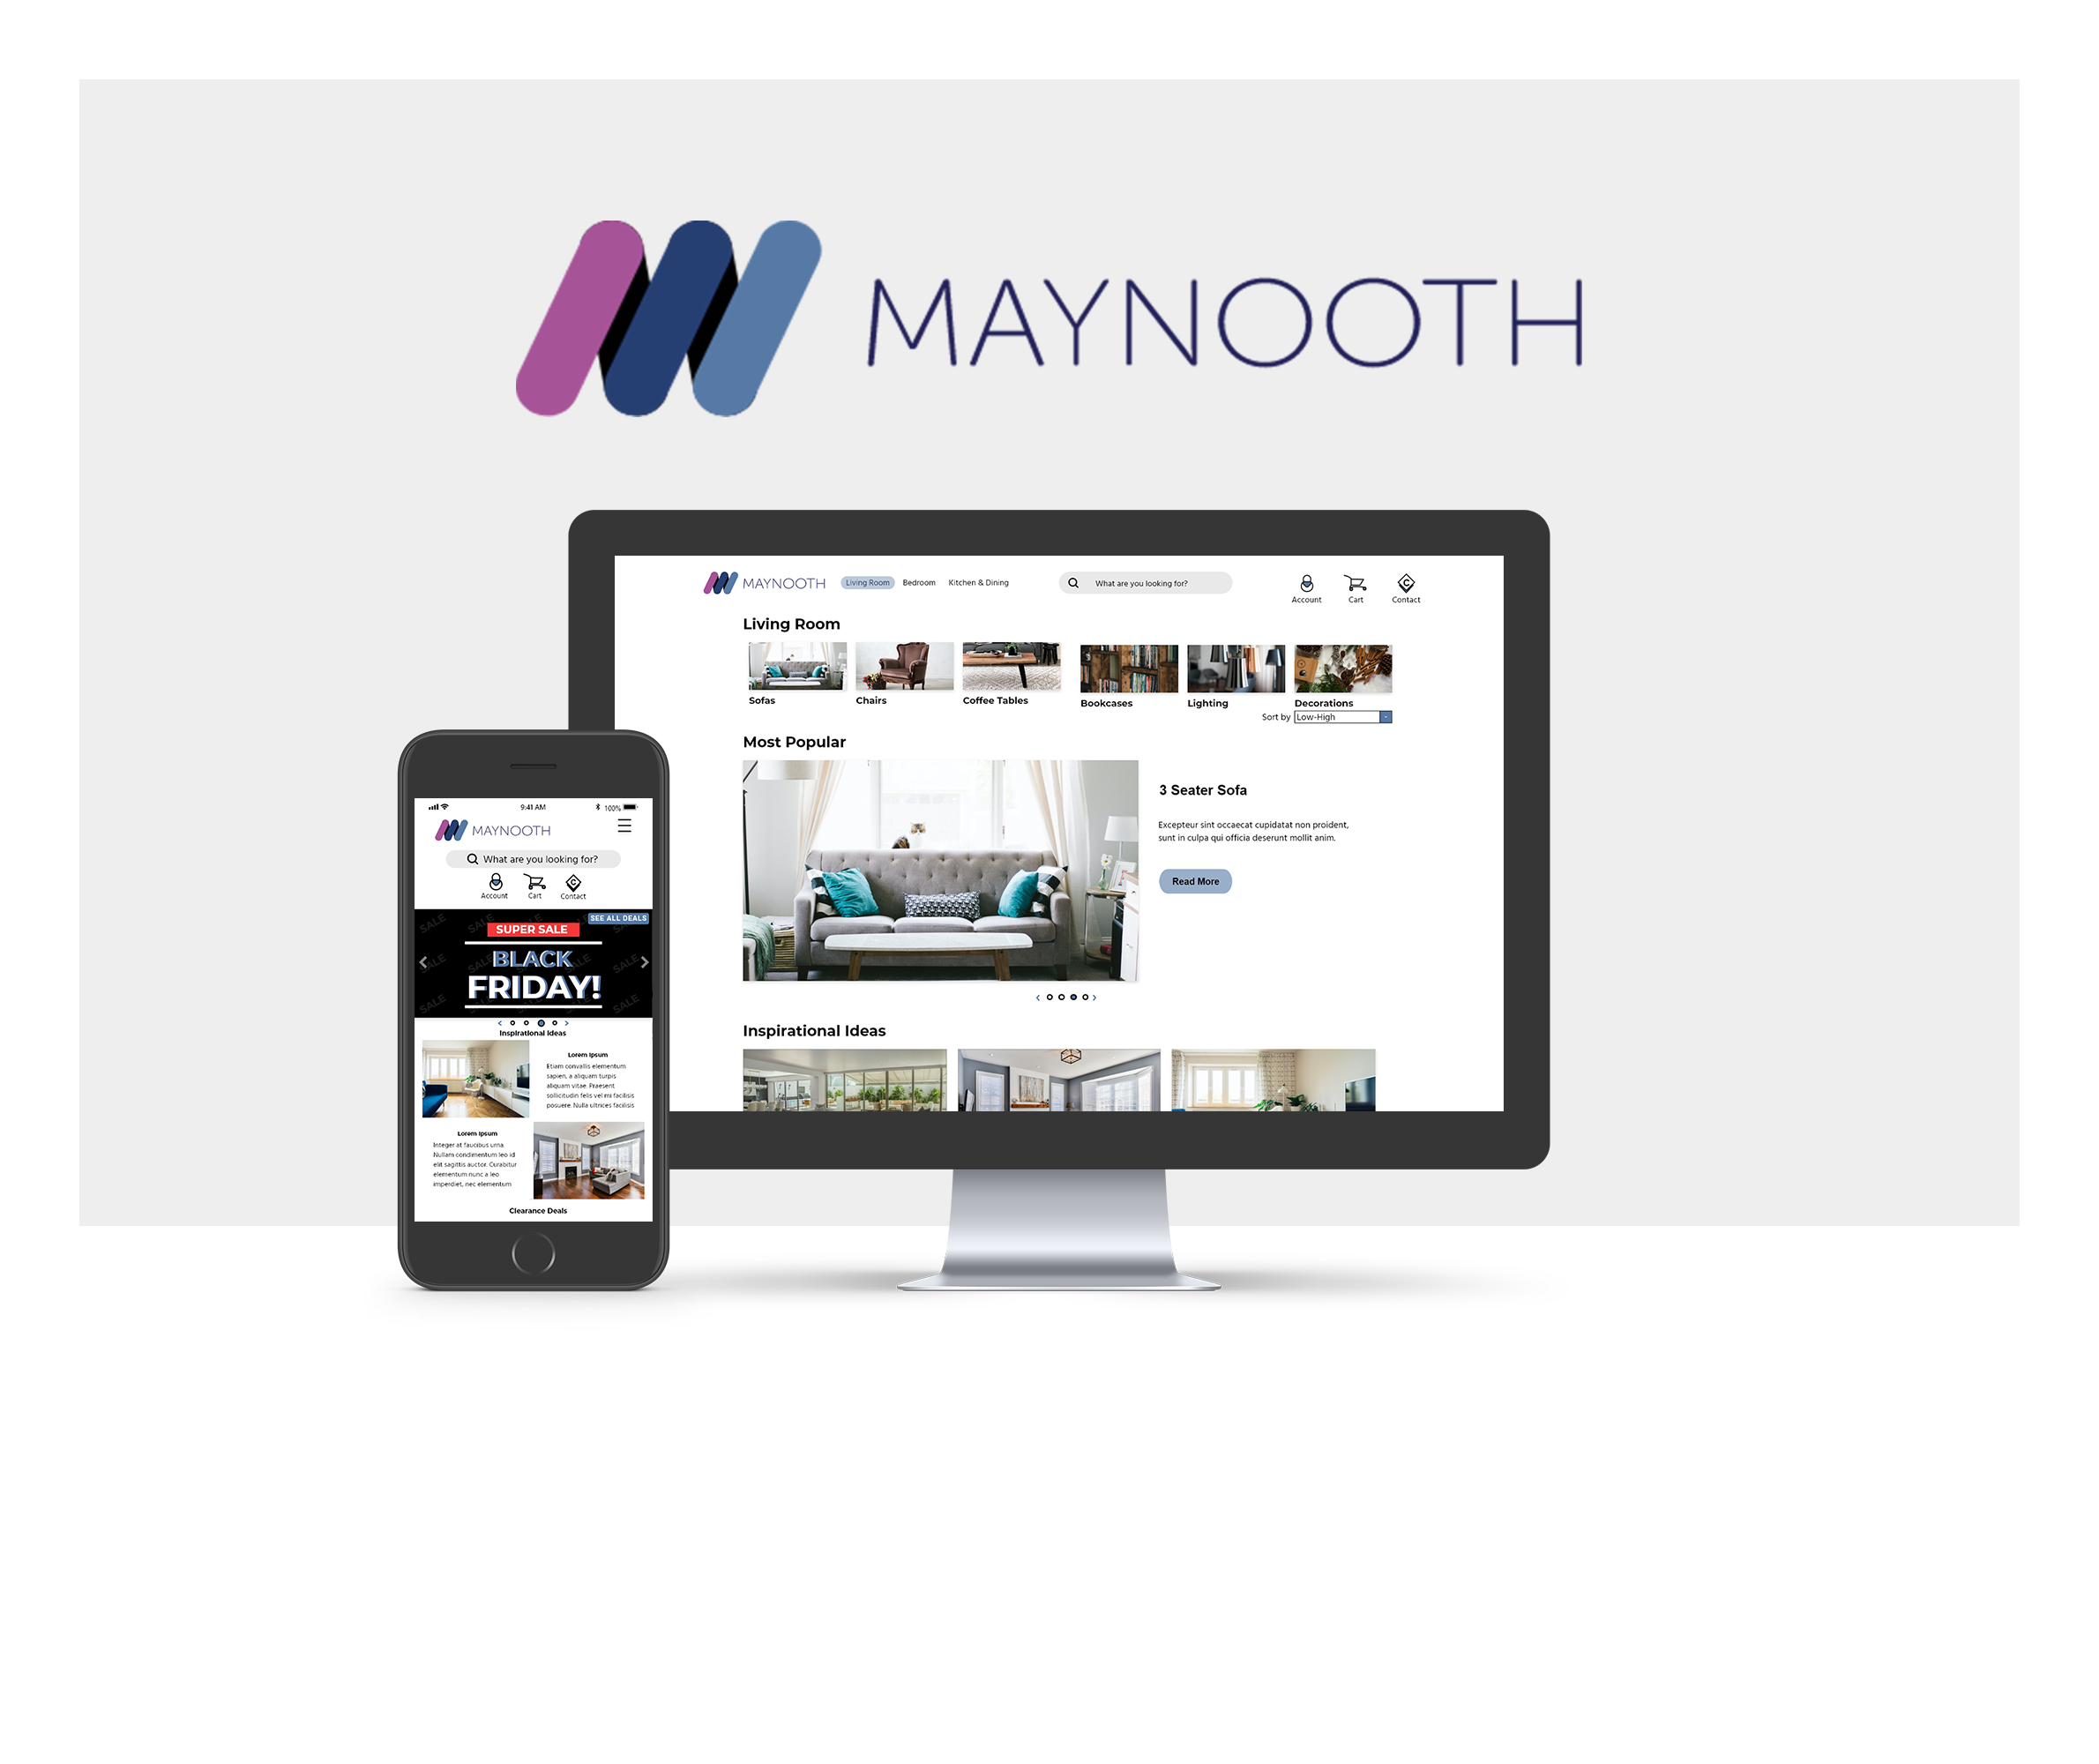 MAYNOOTH
MAYNOOTH
Living Room Bedroom Kitchen & Dining
What are you looking for?
Account Cart Contact
Living Room
Sofas Chairs Coffee Tables Bookcases Lighting Decorations
Sort by Low-High
Most Popular
3 Seater Sofa
Excepteur sint occaecat cupidatat non proident,
sunt in culpa qui officia deserunt mollit anim.
Read More
Inspirational Ideas
9:41 AM 100%
MAYNOOTH
What are you looking for?
Account Cart Contact
SEE ALL DEALS
SUPER SALE
BLACK
FRIDAY!
SALE
SALE
SALE
SALE
SALE
SALE
Inspirational Ideas
Lorem Ipsum
Etiam convallis elementum
sapien, a aliquam turpis
aliquam vitae. Praesent
sollicitudin felis vel mi facilisis
posuere. Nulla ultrices facilisis
Lorem Ipsum
Integer at faucibus urna.
Nullam condimentum leo id
elit sagittis auctor. Curabitur
elementum nunc a leo
imperdiet, nec elementum
Clearance Deals